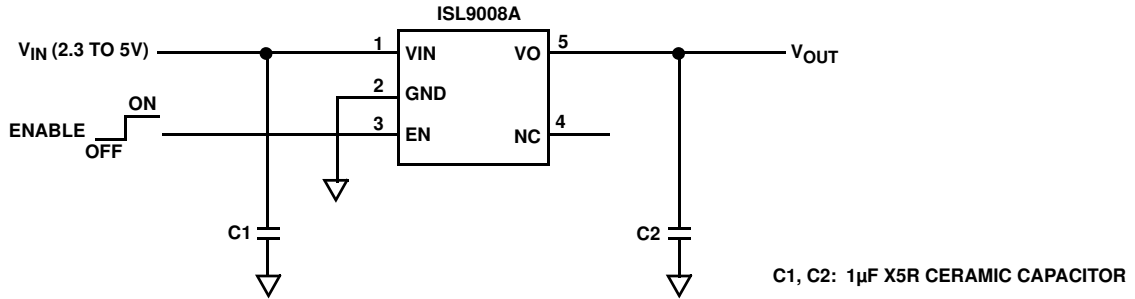 ISL9008A
VIN (2.3 TO 5V)
1
VIN
VO
5
VOUT
2
GND
ENABLE
OFF
ON
3
EN
NC
4
C1
C2
C1, C2: 1µF X5R CERAMIC CAPACITOR